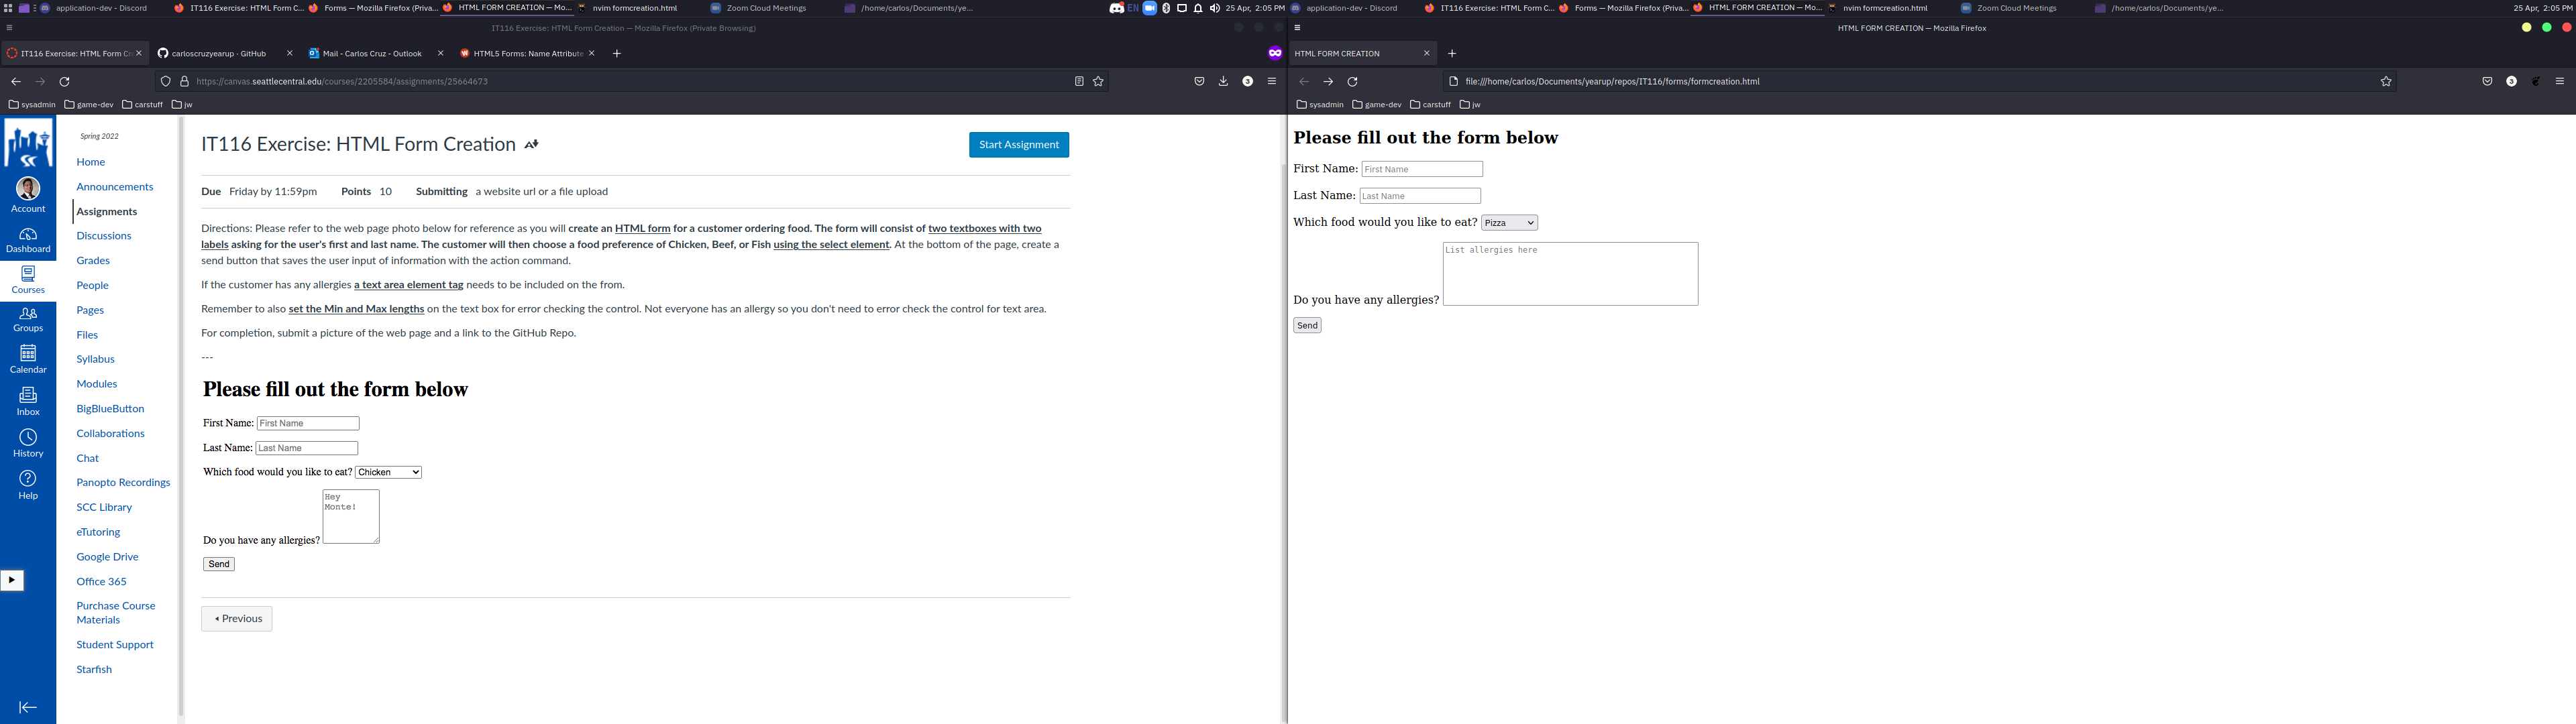 application-dev - Discord
IT116 Exercise: HTML Form C...
Forms — Mozilla Firefox (Priva...
HTML FORM CREATION — Mo...
nvim formcreation.html
Zoom Cloud Meetings
/home/carlos/Documents/ye...
EN
25 Apr, 2:05 PM
IT116 Exercise: HTML Form Creation — Mozilla Firefox (Private Browsing)
IT116 Exercise: HTML Form Cr
carloscruzyearup · GitHub
Mail - Carlos Cruz - Outlook
HTML5 Forms: Name Attribute
https://canvas.seattlecentral.edu/courses/2205584/assignments/25664673
3
sysadmin
game-dev
carstuff
jw
Account
Dashboard
Courses
Groups
Calendar
Inbox
History
Help
Spring 2022
Home
Announcements
Assignments
Discussions
Grades
People
Pages
Files
Syllabus
Modules
BigBlueButton
Collaborations
Chat
Panopto Recordings
SCC Library
eTutoring
Google Drive
Office 365
Purchase Course
Materials
Student Support
Starfish
IT116 Exercise: HTML Form Creation
Start Assignment
Due Friday by 11:59pm Points 10 Submitting a website url or a file upload
Directions: Please refer to the web page photo below for reference as you will create an HTML form for a customer ordering food. The form will consist of two textboxes with two
labels asking for the user's first and last name. The customer will then choose a food preference of Chicken, Beef, or Fish using the select element. At the bottom of the page, create a
send button that saves the user input of information with the action command.
If the customer has any allergies a text area element tag needs to be included on the from.
Remember to also set the Min and Max lengths on the text box for error checking the control. Not everyone has an allergy so you don't need to error check the control for text area.
For completion, submit a picture of the web page and a link to the GitHub Repo.
---
Please fill out the form below
First Name: First Name
Last Name: Last Name
Which food would you like to eat? Chicken
Hey
Monte!
Do you have any allergies?
Send
Previous
application-dev - Discord
IT116 Exercise: HTML Form C...
Forms — Mozilla Firefox (Priva...
HTML FORM CREATION — Mo...
nvim formcreation.html
Zoom Cloud Meetings
/home/carlos/Documents/ye...
25 Apr, 2:05 PM
HTML FORM CREATION — Mozilla Firefox
HTML FORM CREATION
file:///home/carlos/Documents/yearup/repos/IT116/forms/formcreation.html
3
sysadmin
game-dev
carstuff
jw
Please fill out the form below
First Name: First Name
Last Name: Last Name
Which food would you like to eat? Pizza
List allergies here
Do you have any allergies?
Send